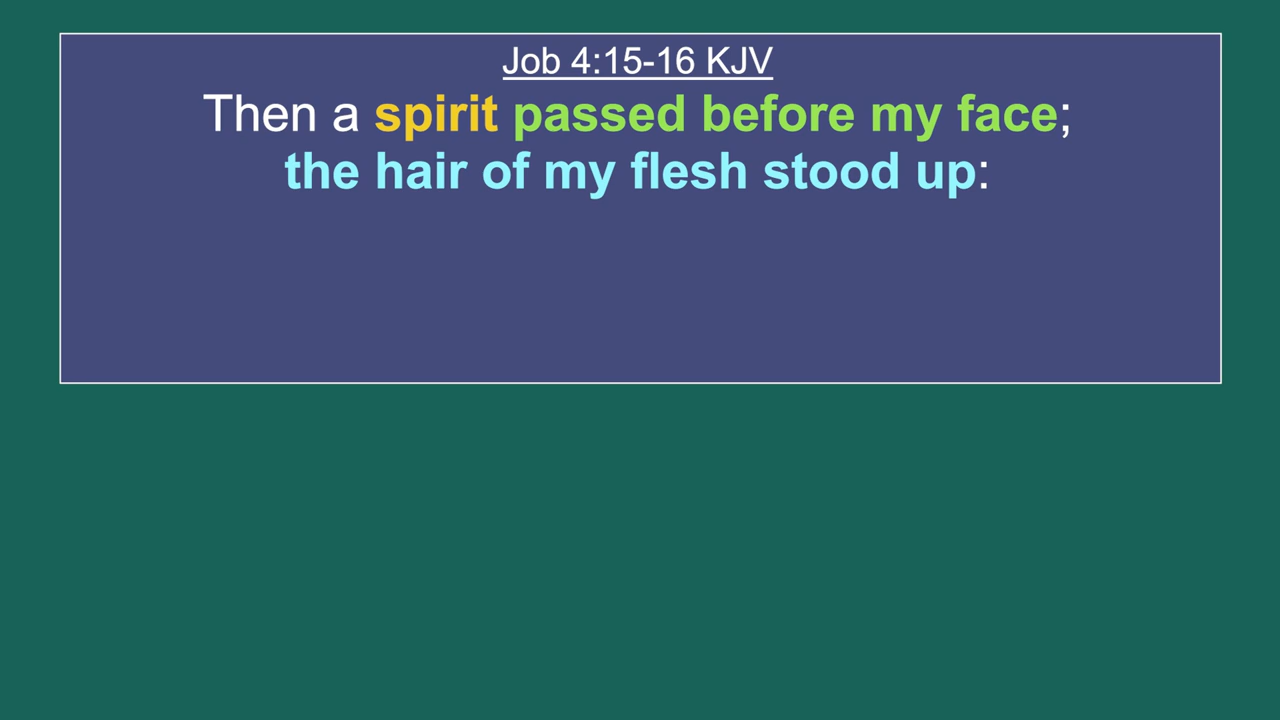 Job 4:15-16 KJV
Then a spirit passed before my face;
the hair of my flesh stood up: